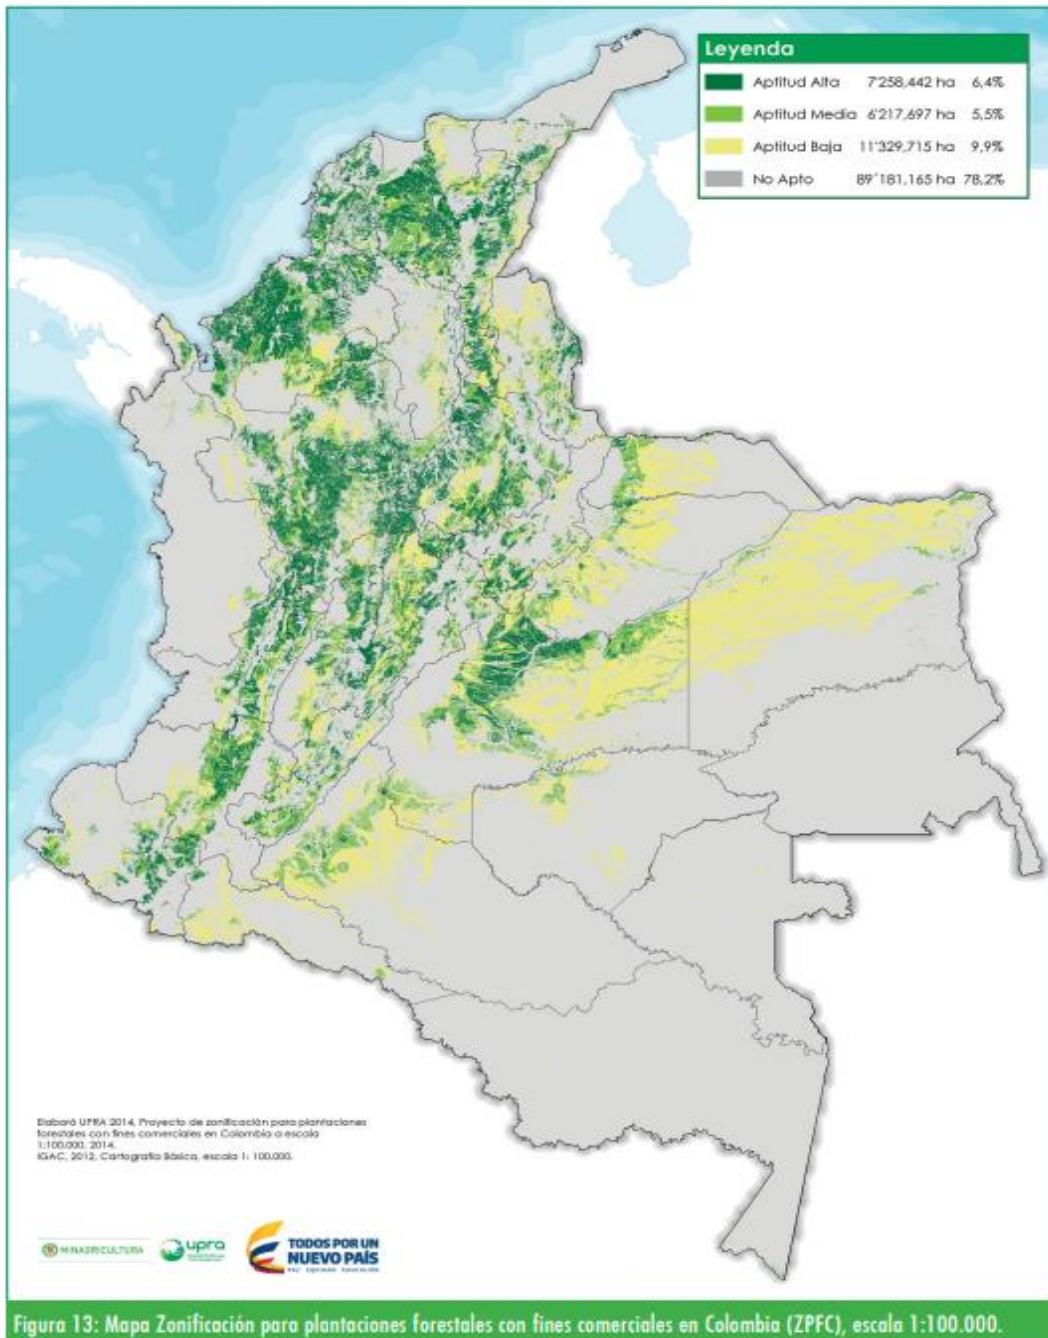 Leyenda
Aptitud Alta 7'258,442 ha 6,4%
Aptitud Media 6'217,697 ha 5,5%
Aptitud Baja 11'329,715 ha 9,9%
No Apto 89'181,165 ha 78,2%
Elaboró UPRA 2014, Proyecto de zonificación para plantaciones
forestales con fines comerciales en Colombia a escala
1:100.000, 2014.
IGAC, 2012, Cartografía Básica, escala 1: 100.000.
MINAGRICULTURA
upra
TODOS POR UN
NUEVO PAÍS
PAZ EQUIDAD EDUCACIÓN
Figura 13: Mapa Zonificación para plantaciones forestales con fines comerciales en Colombia (ZPFC), escala 1:100.000.